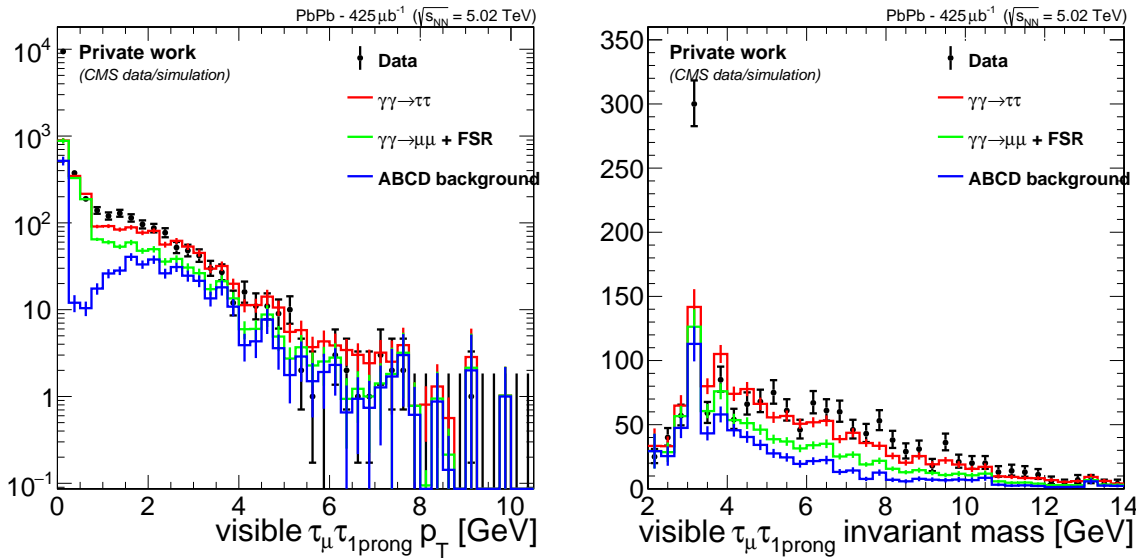 PbPb - 425 μb⁻¹ (√s_NN = 5.02 TeV)
Private work
(CMS data/simulation)
Data
γγ→ττ
γγ→μμ + FSR
ABCD background
10⁴
10³
10²
10
1
10⁻¹
0 2 4 6 8 10
visible τ_μτ_1prong p_T [GeV]
PbPb - 425 μb⁻¹ (√s_NN = 5.02 TeV)
Private work
(CMS data/simulation)
Data
γγ→ττ
γγ→μμ + FSR
ABCD background
350
300
250
200
150
100
50
0
2 4 6 8 10 12 14
visible τ_μτ_1prong invariant mass [GeV]